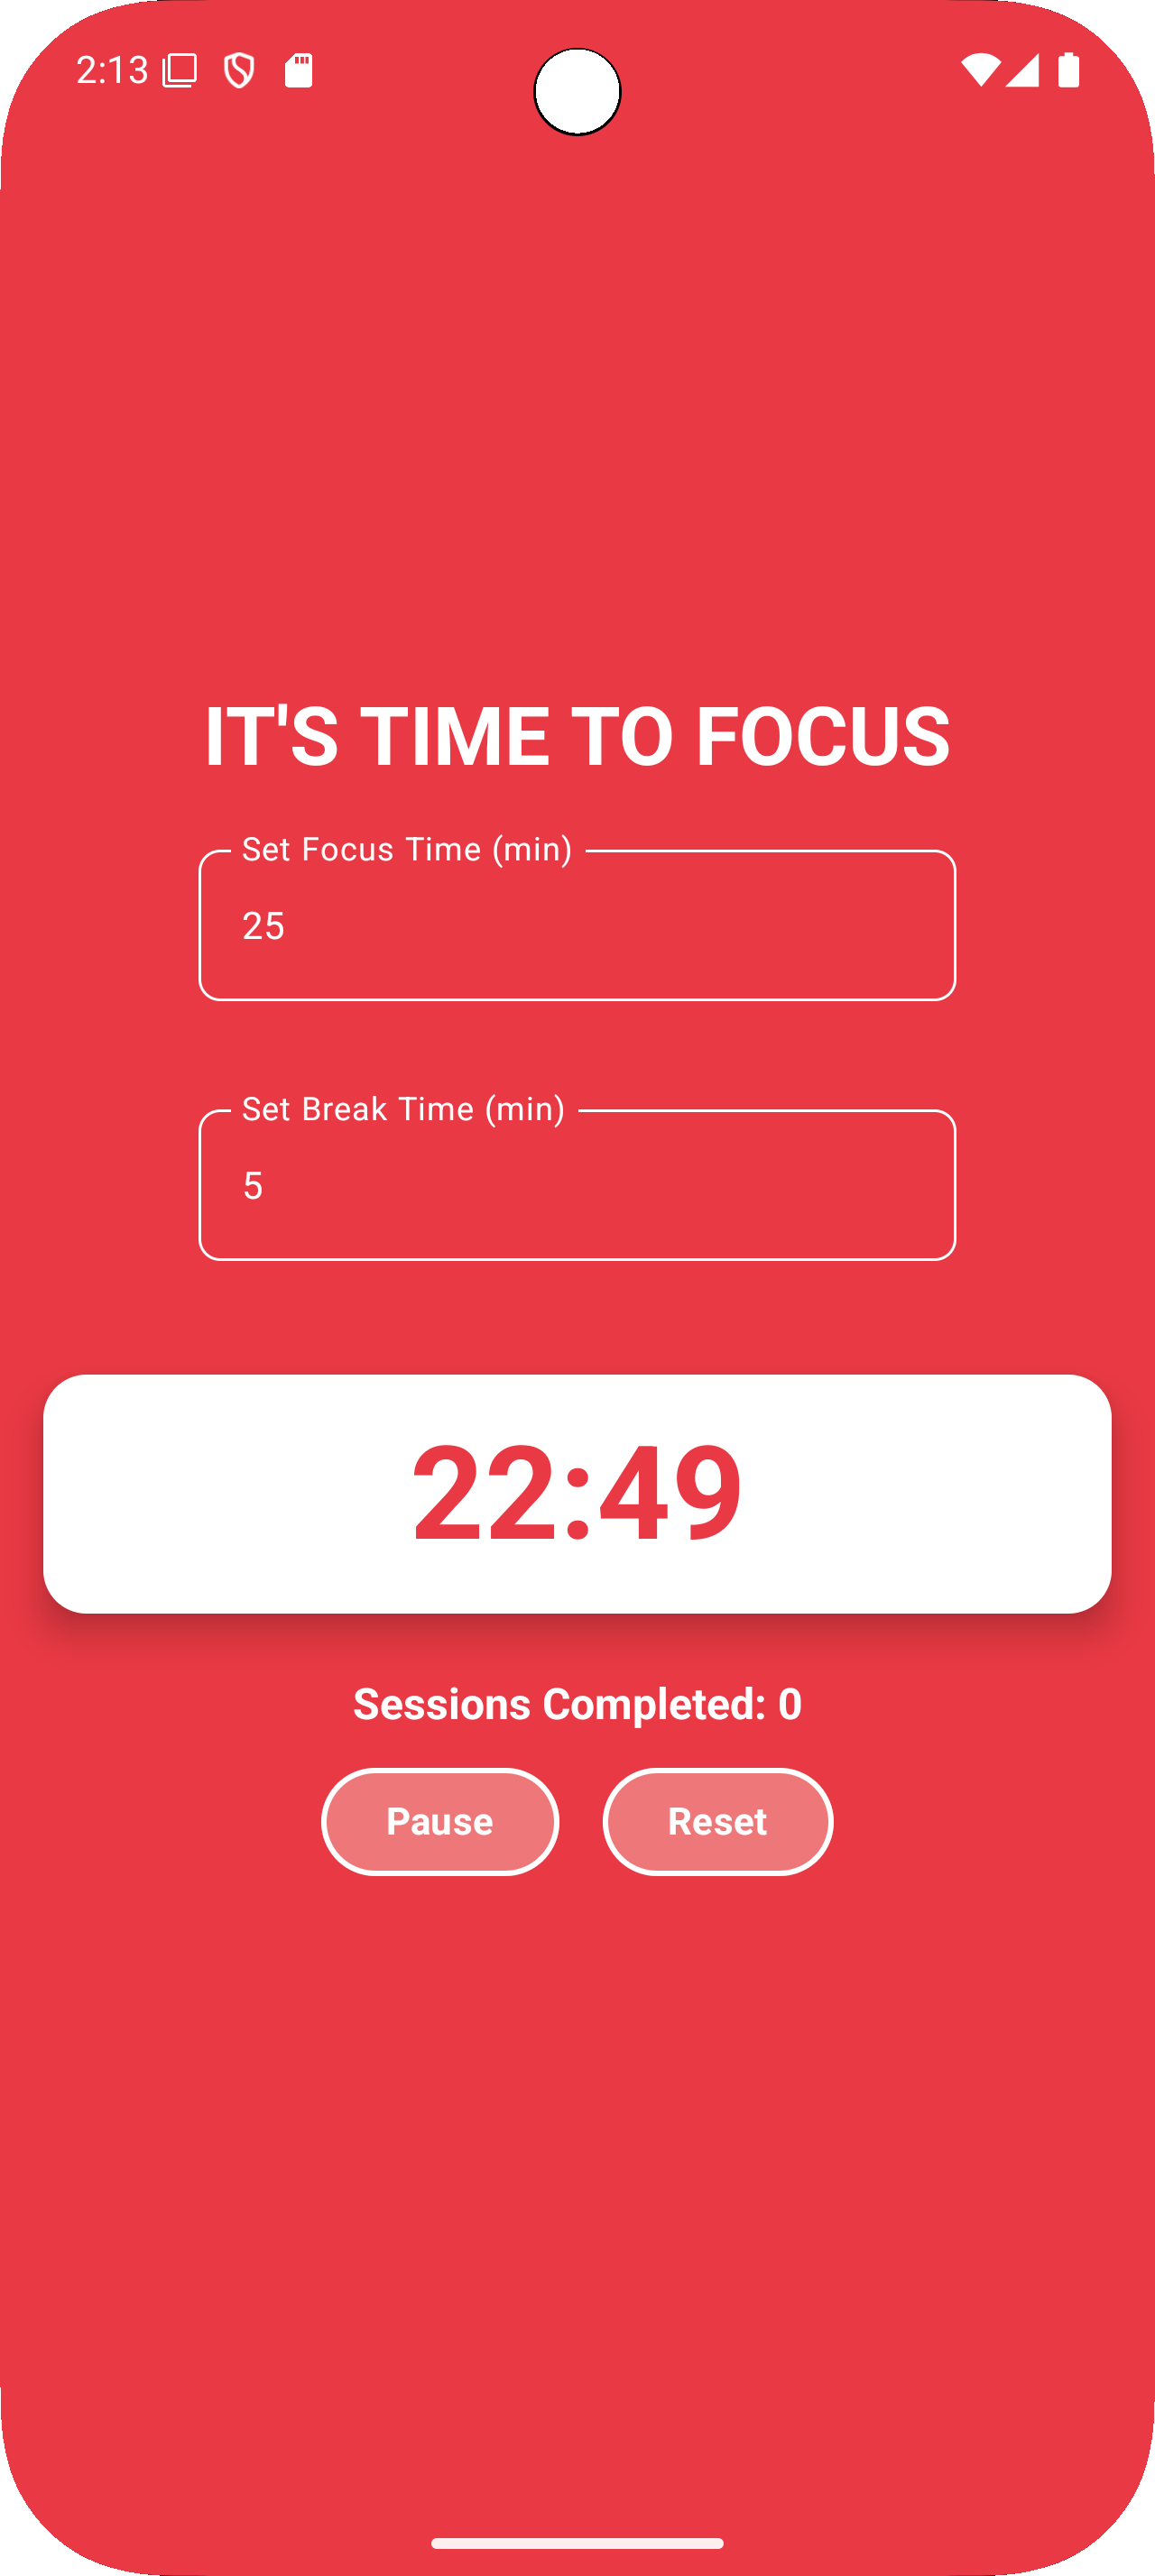 2:13
IT'S TIME TO FOCUS
Set Focus Time (min)
25
Set Break Time (min)
5
22:49
Sessions Completed: 0
Pause
Reset